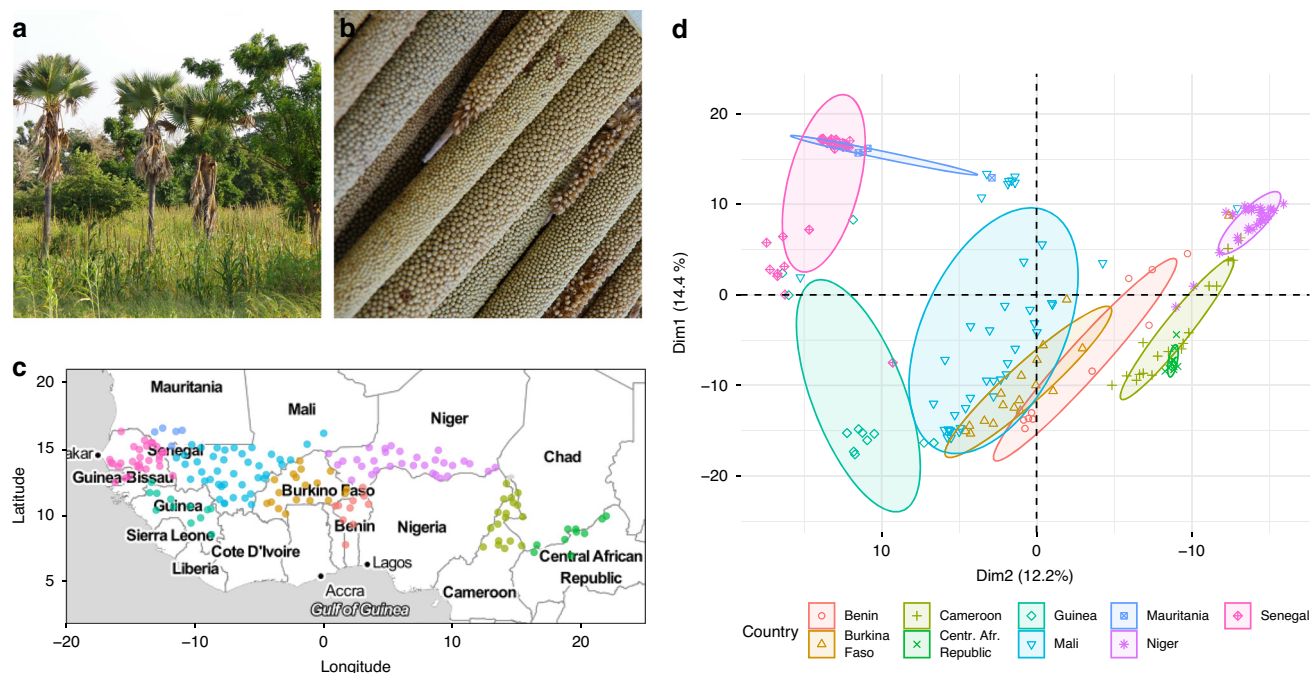 a
b
c
20
15
10
5
Latitude
−20
−10
0
10
20
Longitude
Mauritania
Mali
Niger
Chad
akar
Senegal
Guinea Bissau
Guinea
Sierra Leone
Liberia
Cote D'Ivoire
Burkino Faso
Benin
Nigeria
Lagos
Accra
Gulf of Guinea
Cameroon
Central African
Republic
d
20
10
0
−10
−20
Dim1 (14.4 %)
10
0
−10
Dim2 (12.2%)
Country
Benin
Burkina
Faso
Cameroon
Centr. Afr.
Republic
Guinea
Mali
Mauritania
Niger
Senegal